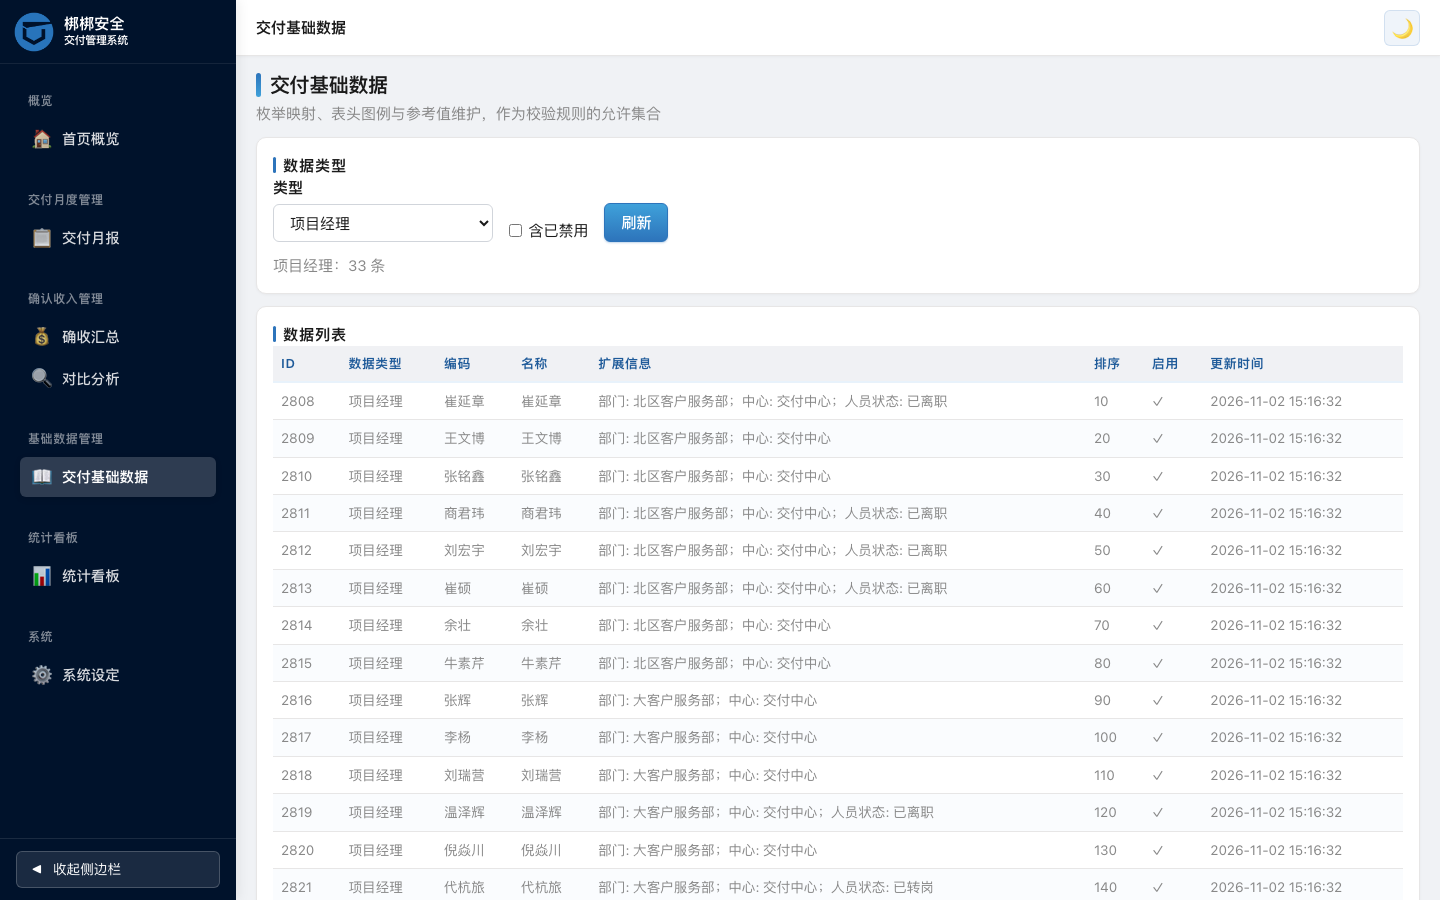 梆梆安全
交付管理系统
概览
首页概览
交付月度管理
交付月报
确认收入管理
确收汇总
对比分析
基础数据管理
交付基础数据
统计看板
统计看板
系统
系统设定
◀ 收起侧边栏
交付基础数据
交付基础数据
枚举映射、表头图例与参考值维护，作为校验规则的允许集合
数据类型
类型
项目经理 含已禁用 刷新
项目经理：33 条
数据列表
ID 数据类型 编码 名称 扩展信息 排序 启用 更新时间
2808 项目经理 崔延章 崔延章 部门: 北区客户服务部；中心: 交付中心；人员状态: 已离职 10 ✓ 2026-11-02 15:16:32
2809 项目经理 王文博 王文博 部门: 北区客户服务部；中心: 交付中心 20 ✓ 2026-11-02 15:16:32
2810 项目经理 张铭鑫 张铭鑫 部门: 北区客户服务部；中心: 交付中心 30 ✓ 2026-11-02 15:16:32
2811 项目经理 商君玮 商君玮 部门: 北区客户服务部；中心: 交付中心；人员状态: 已离职 40 ✓ 2026-11-02 15:16:32
2812 项目经理 刘宏宇 刘宏宇 部门: 北区客户服务部；中心: 交付中心；人员状态: 已离职 50 ✓ 2026-11-02 15:16:32
2813 项目经理 崔硕 崔硕 部门: 北区客户服务部；中心: 交付中心；人员状态: 已离职 60 ✓ 2026-11-02 15:16:32
2814 项目经理 余壮 余壮 部门: 北区客户服务部；中心: 交付中心 70 ✓ 2026-11-02 15:16:32
2815 项目经理 牛素芹 牛素芹 部门: 北区客户服务部；中心: 交付中心 80 ✓ 2026-11-02 15:16:32
2816 项目经理 张辉 张辉 部门: 大客户服务部；中心: 交付中心 90 ✓ 2026-11-02 15:16:32
2817 项目经理 李杨 李杨 部门: 大客户服务部；中心: 交付中心 100 ✓ 2026-11-02 15:16:32
2818 项目经理 刘瑞营 刘瑞营 部门: 大客户服务部；中心: 交付中心 110 ✓ 2026-11-02 15:16:32
2819 项目经理 温泽辉 温泽辉 部门: 大客户服务部；中心: 交付中心；人员状态: 已离职 120 ✓ 2026-11-02 15:16:32
2820 项目经理 倪焱川 倪焱川 部门: 大客户服务部；中心: 交付中心 130 ✓ 2026-11-02 15:16:32
2821 项目经理 代杭旅 代杭旅 部门: 大客户服务部；中心: 交付中心；人员状态: 已转岗 140 ✓ 2026-11-02 15:16:32